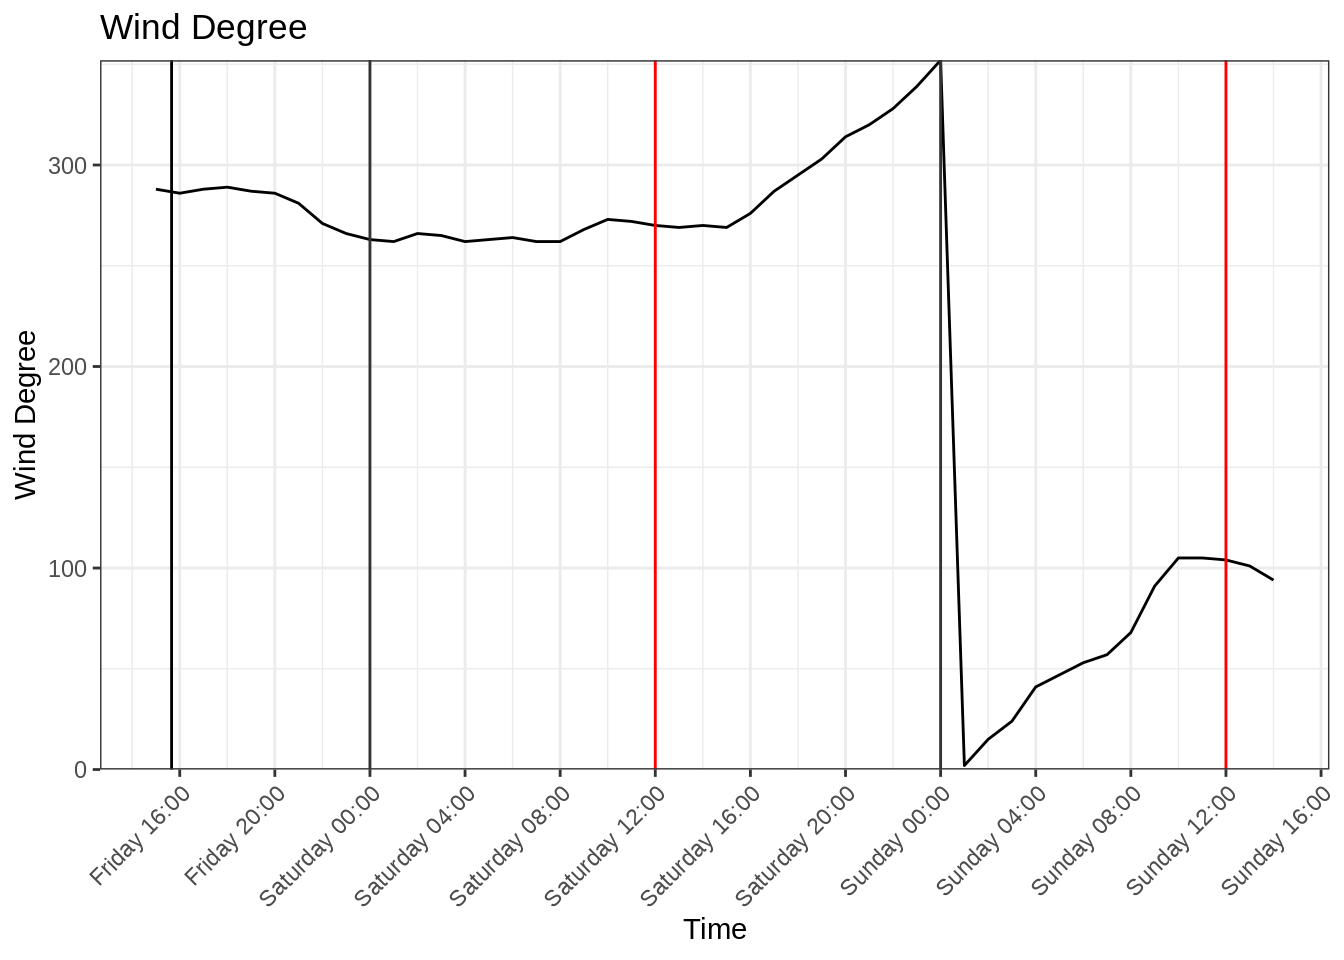 Wind Degree
Wind Degree
300
200
100
0
Friday 16:00
Friday 20:00
Saturday 00:00
Saturday 04:00
Saturday 08:00
Saturday 12:00
Saturday 16:00
Saturday 20:00
Sunday 00:00
Sunday 04:00
Sunday 08:00
Sunday 12:00
Sunday 16:00
Time